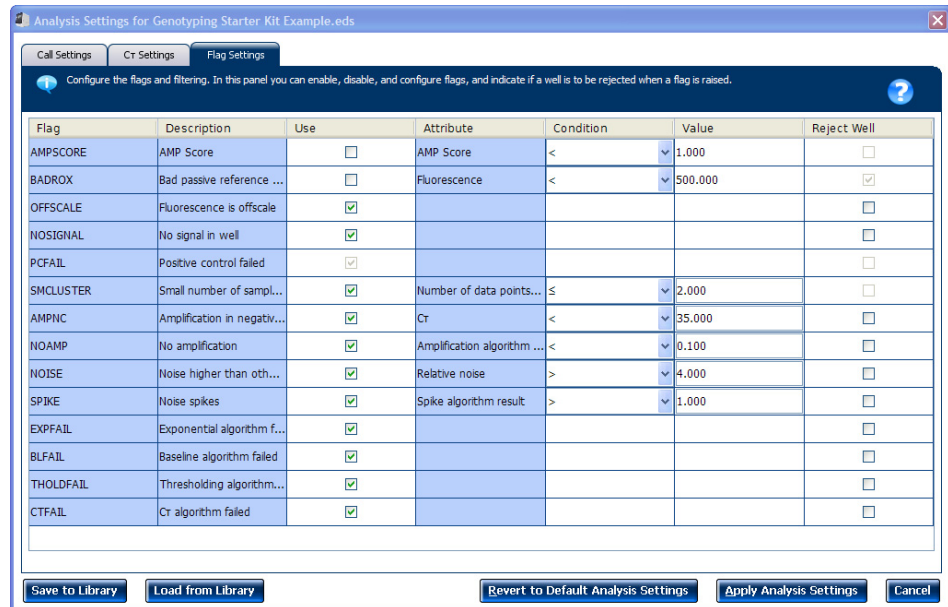 Analysis Settings for Genotyping Starter Kit Example.eds
Call Settings Cᴛ Settings Flag Settings
Configure the flags and filtering. In this panel you can enable, disable, and configure flags, and indicate if a well is to be rejected when a flag is raised.
Flag Description Use Attribute Condition Value Reject Well
AMPSCORE AMP Score AMP Score < 1.000
BADROX Bad passive reference ... Fluorescence < 500.000
OFFSCALE Fluorescence is offscale
NOSIGNAL No signal in well
PCFAIL Positive control failed
SMCLUSTER Small number of sampl... Number of data points... ≤ 2.000
AMPNC Amplification in negativ... Cᴛ < 35.000
NOAMP No amplification Amplification algorithm ... < 0.100
NOISE Noise higher than oth... Relative noise > 4.000
SPIKE Noise spikes Spike algorithm result > 1.000
EXPFAIL Exponential algorithm f...
BLFAIL Baseline algorithm failed
THOLDFAIL Thresholding algorithm...
CTFAIL Cᴛ algorithm failed
Save to Library Load from Library Revert to Default Analysis Settings Apply Analysis Settings Cancel